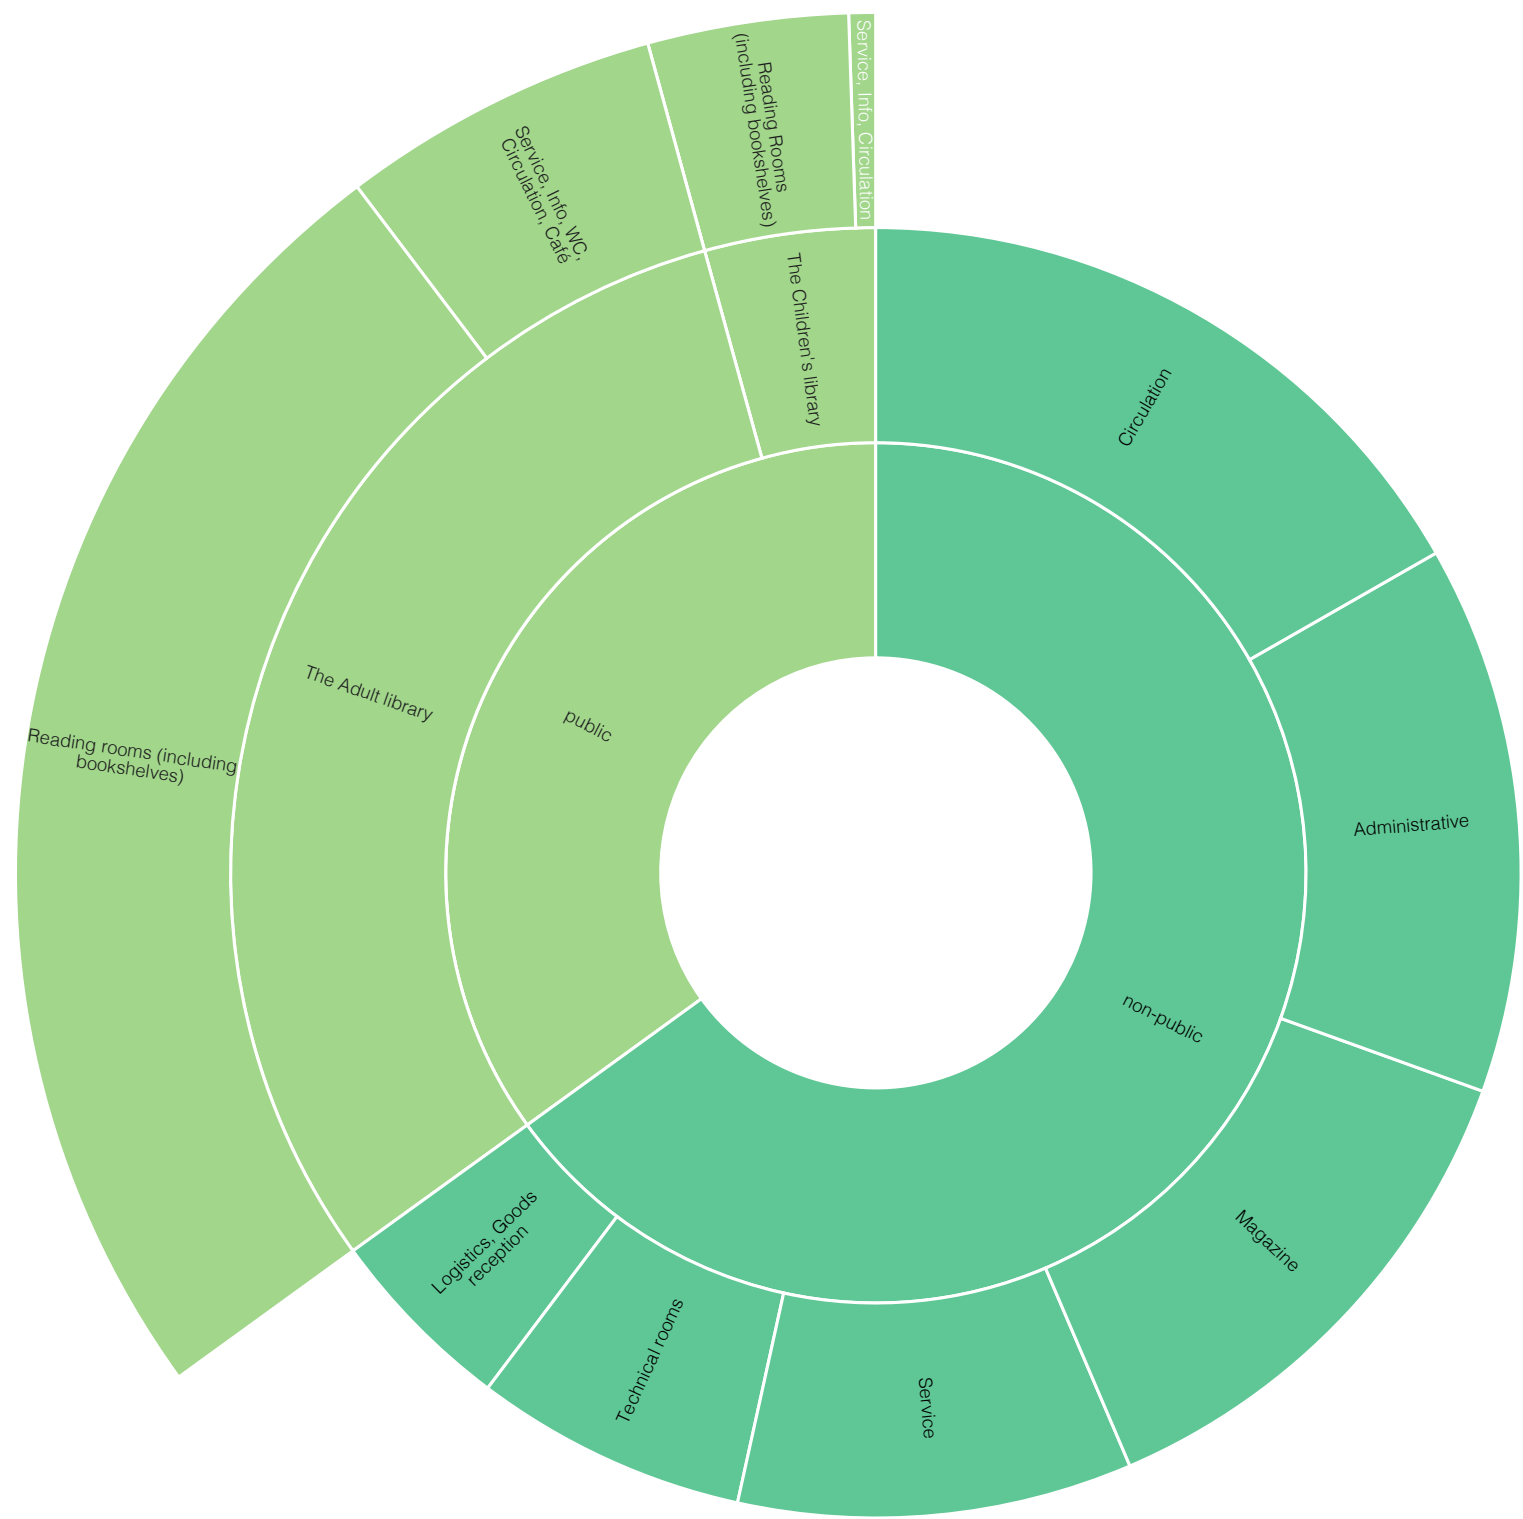 Service, Info, Circulation
Reading Rooms
(including bookshelves)
Service, Info, WC,
Circulation, Café
The Children's library
Circulation
The Adult library
public
Reading rooms (including
bookshelves)
Administrative
non-public
Magazine
Logistics, Goods
reception
Technical rooms
Service